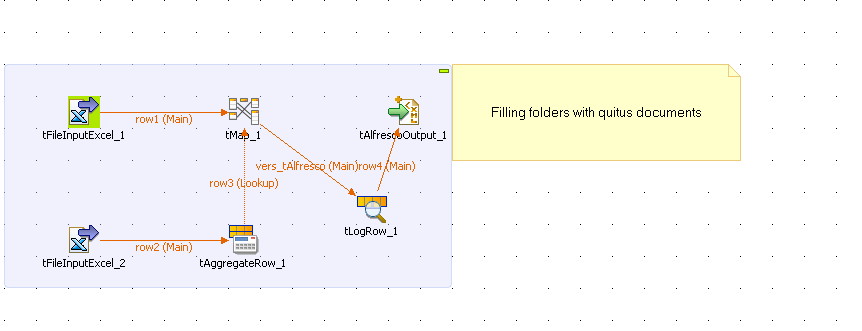 row1 (Main)
tFileInputExcel_1
tMap_1
tAlfrescoOutput_1
Filling folders with quitus documents
vers_tAlfresco (Main)
row4 (Main)
row3 (Lookup)
tLogRow_1
row2 (Main)
tFileInputExcel_2
tAggregateRow_1